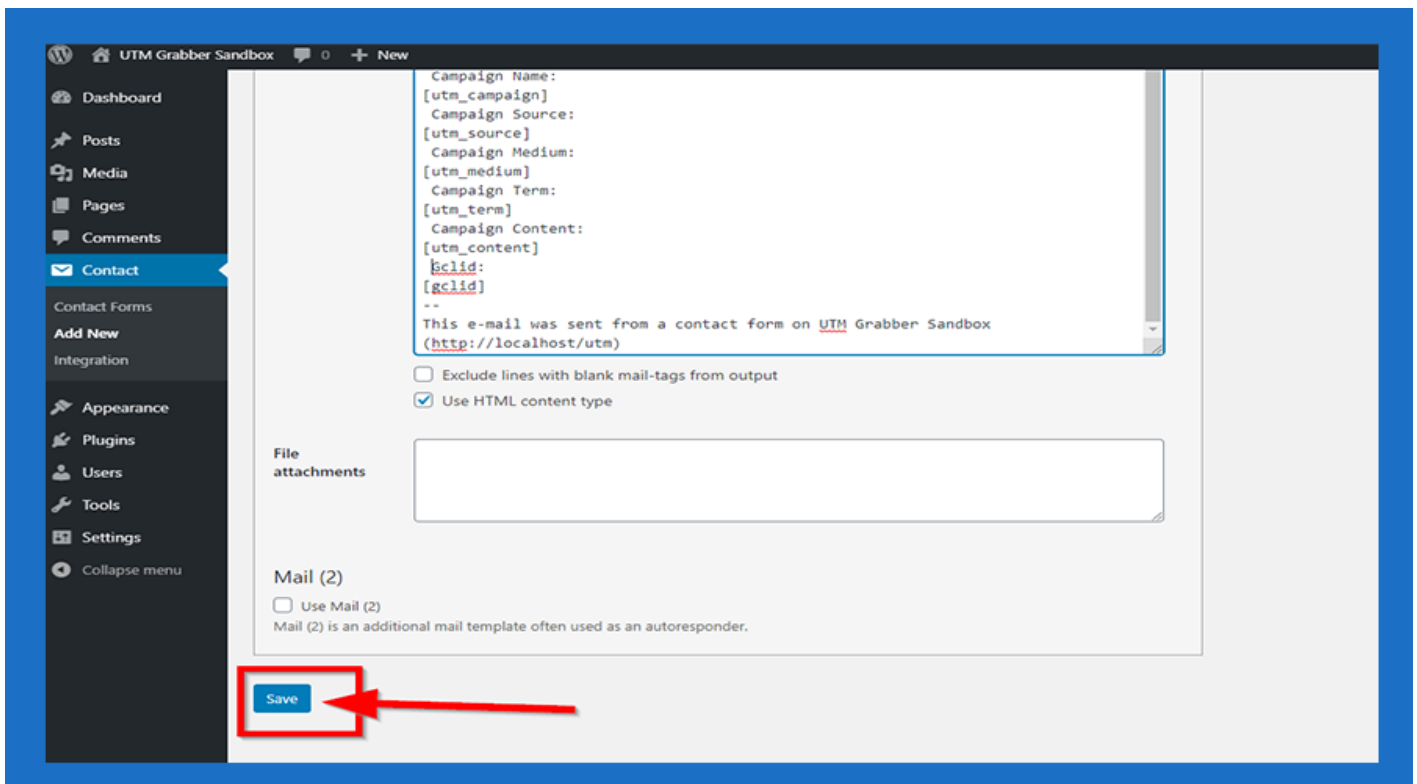 UTM Grabber Sandbox 0 New
Dashboard
Posts
Media
Pages
Comments
Contact
Contact Forms
Add New
Integration
Appearance
Plugins
Users
Tools
Settings
Collapse menu
Campaign Name:
[utm_campaign]
Campaign Source:
[utm_source]
Campaign Medium:
[utm_medium]
Campaign Term:
[utm_term]
Campaign Content:
[utm_content]
Gclid:
[gclid]
--
This e-mail was sent from a contact form on UTM Grabber Sandbox
(http://localhost/utm)
Exclude lines with blank mail-tags from output
Use HTML content type
File
attachments
Mail (2)
Use Mail (2)
Mail (2) is an additional mail template often used as an autoresponder.
Save